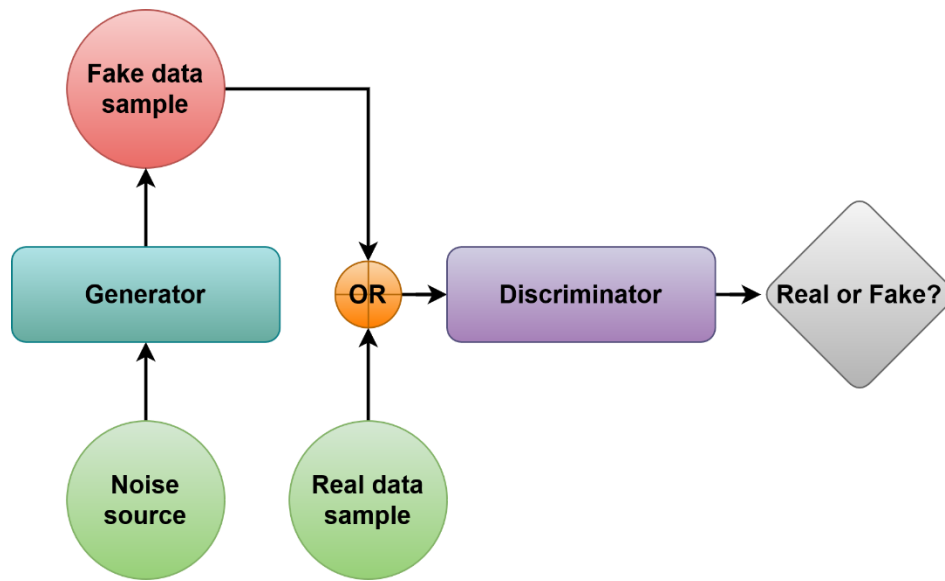 Fake data
sample
Generator
OR
Discriminator
Real or Fake?
Noise
source
Real data
sample